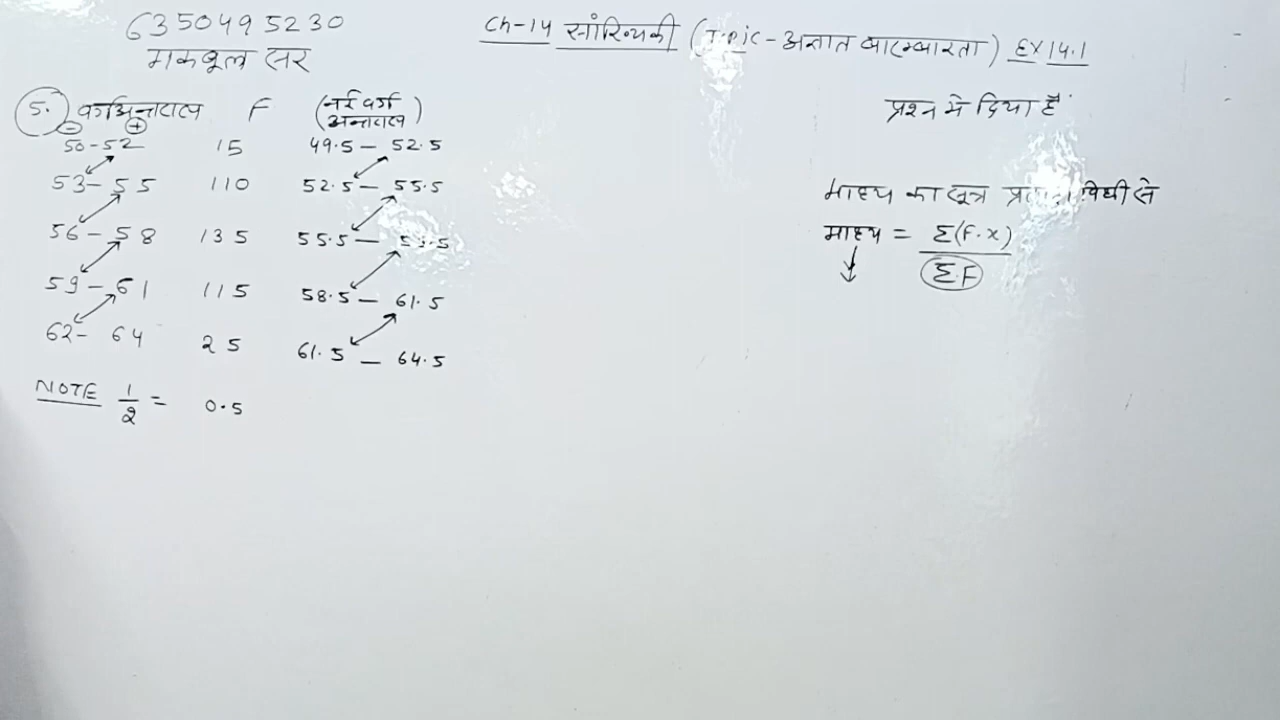 6350495230
मकबूल सर
Ch-14 सांख्यिकी (Topic-अज्ञात बारम्बारता) EX 14.1
5. वर्गअन्तराल F (नई वर्ग अन्तराल)
- +
50-52 15 49.5 - 52.5
53-55 110 52.5 - 55.5
56-58 135 55.5 - 58.5
59-61 115 58.5 - 61.5
62-64 25 61.5 - 64.5
NOTE 1/2 = 0.5
प्रश्न मे दिया है
माध्य का सूत्र विधी से
माध्य = Σ(F.x)
ΣF